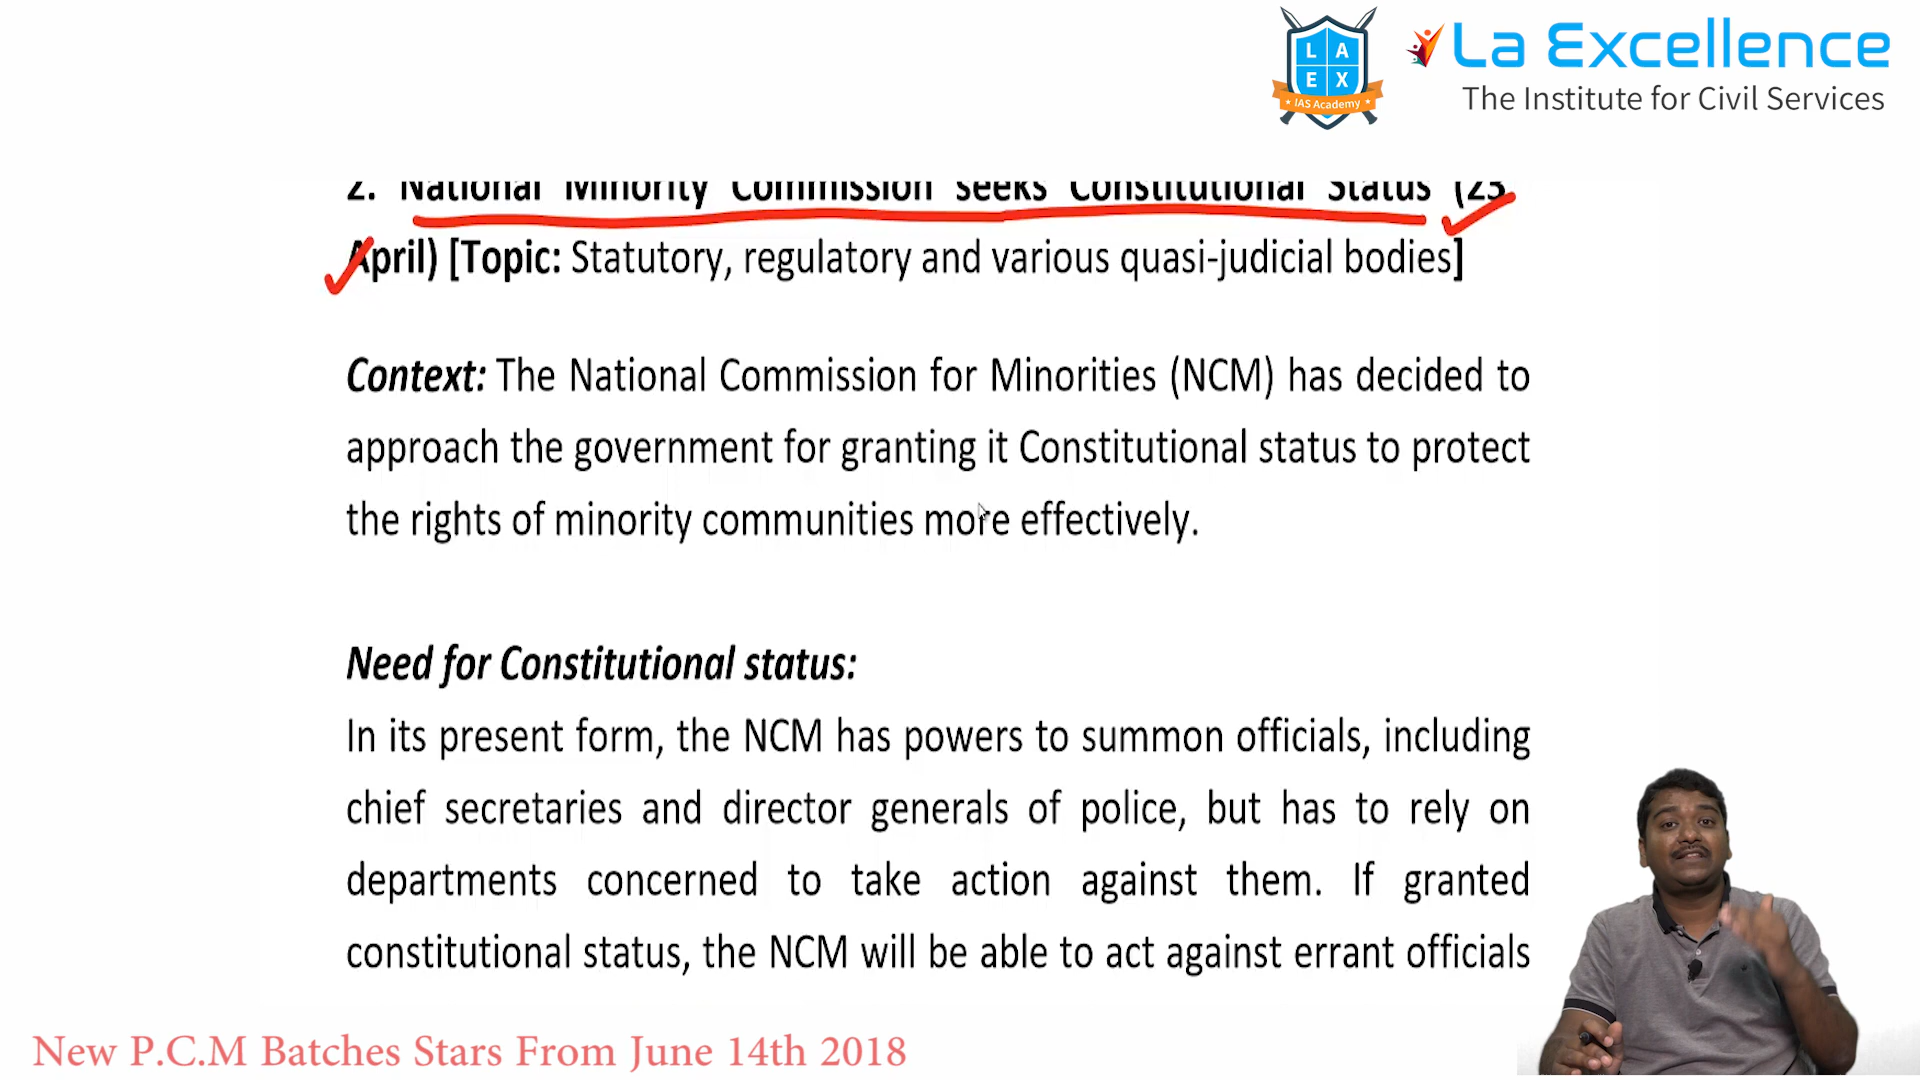 LA
EX
IAS Academy
La Excellence
The Institute for Civil Services
2. National Minority Commission seeks Constitutional Status (23
April) [Topic: Statutory, regulatory and various quasi-judicial bodies]
Context: The National Commission for Minorities (NCM) has decided to
approach the government for granting it Constitutional status to protect
the rights of minority communities more effectively.
Need for Constitutional status:
In its present form, the NCM has powers to summon officials, including
chief secretaries and director generals of police, but has to rely on
departments concerned to take action against them. If granted
constitutional status, the NCM will be able to act against errant officials
New P.C.M Batches Stars From June 14th 2018